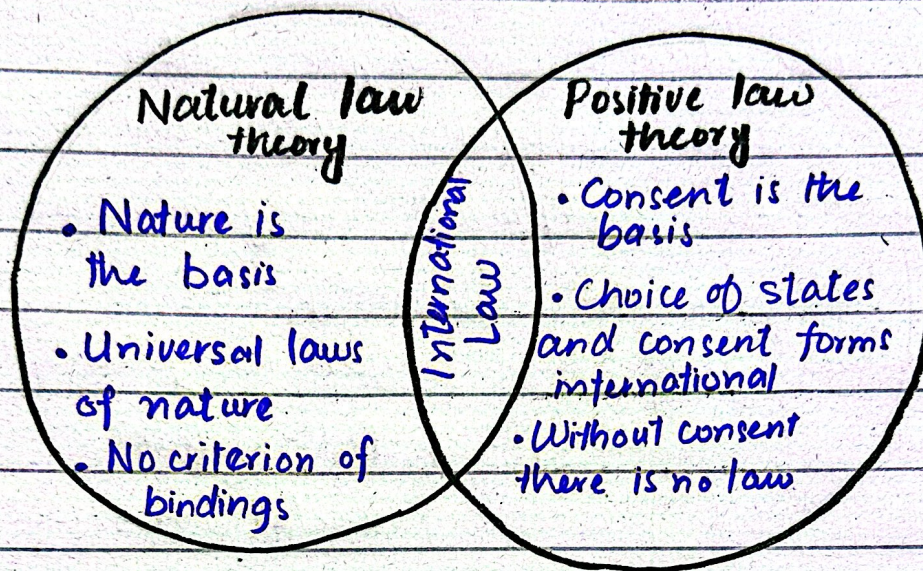 Natural law
theory
• Nature is
the basis
• Universal laws
of nature
• No criterion of
bindings
International
Law
Positive law
theory
• Consent is the
basis
• Choice of states
and consent forms
international
• Without consent
there is no law